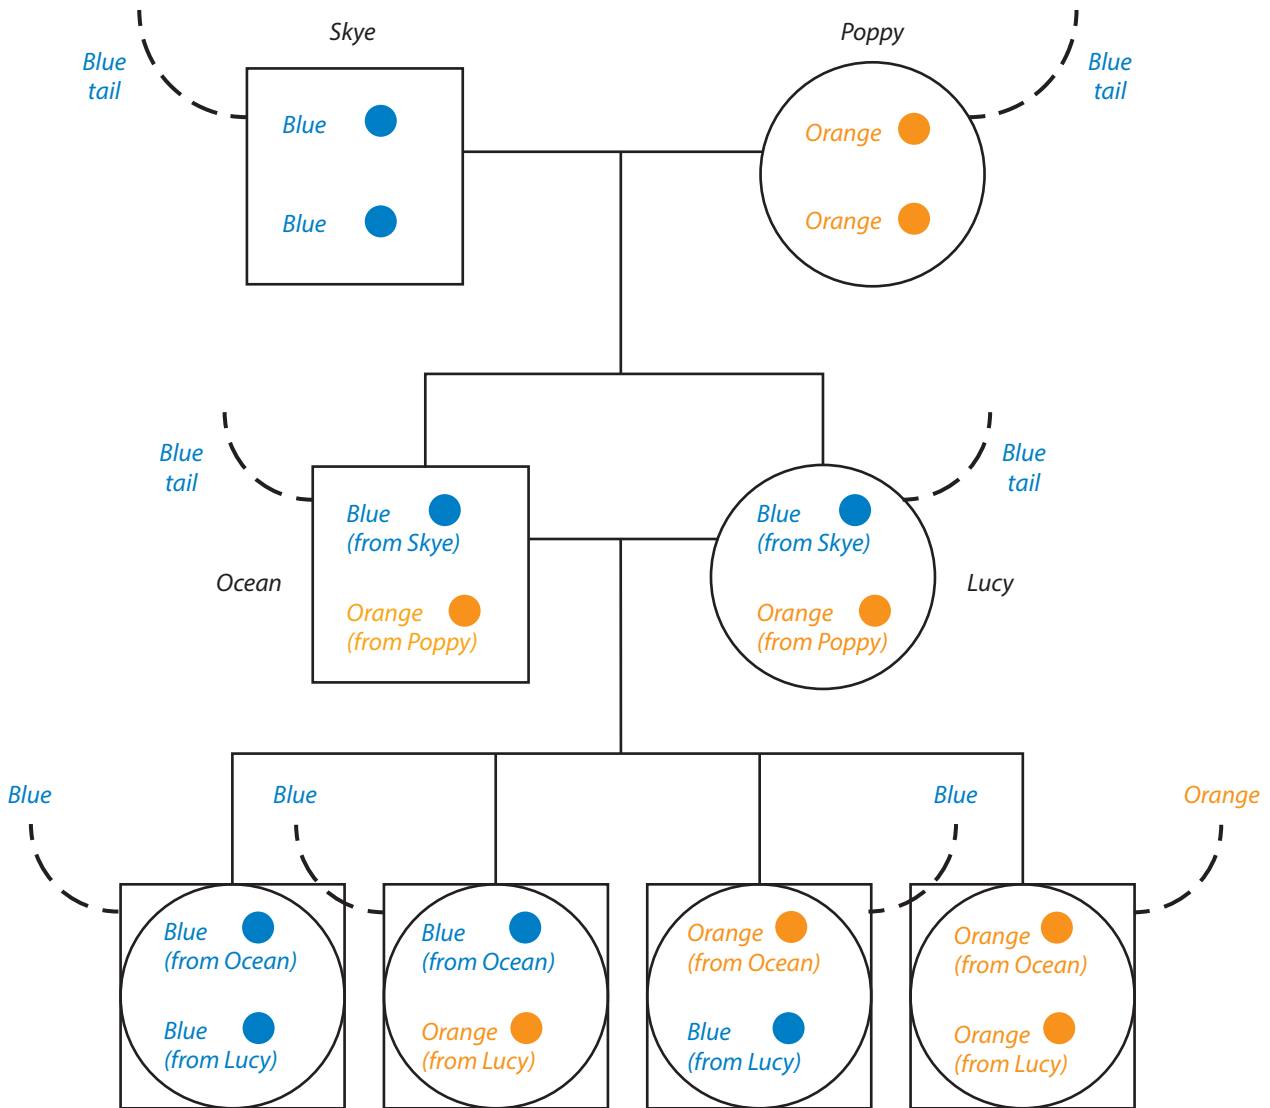 Skye
Poppy
Blue
tail
Blue
tail
Blue
Orange
Blue
Orange
Blue
tail
Blue
tail
Blue
(from Skye)
Blue
(from Skye)
Ocean
Lucy
Orange
(from Poppy)
Orange
(from Poppy)
Blue
Blue
Blue
Orange
Blue
(from Ocean)
Blue
(from Ocean)
Orange
(from Ocean)
Orange
(from Ocean)
Blue
(from Lucy)
Orange
(from Lucy)
Blue
(from Lucy)
Orange
(from Lucy)